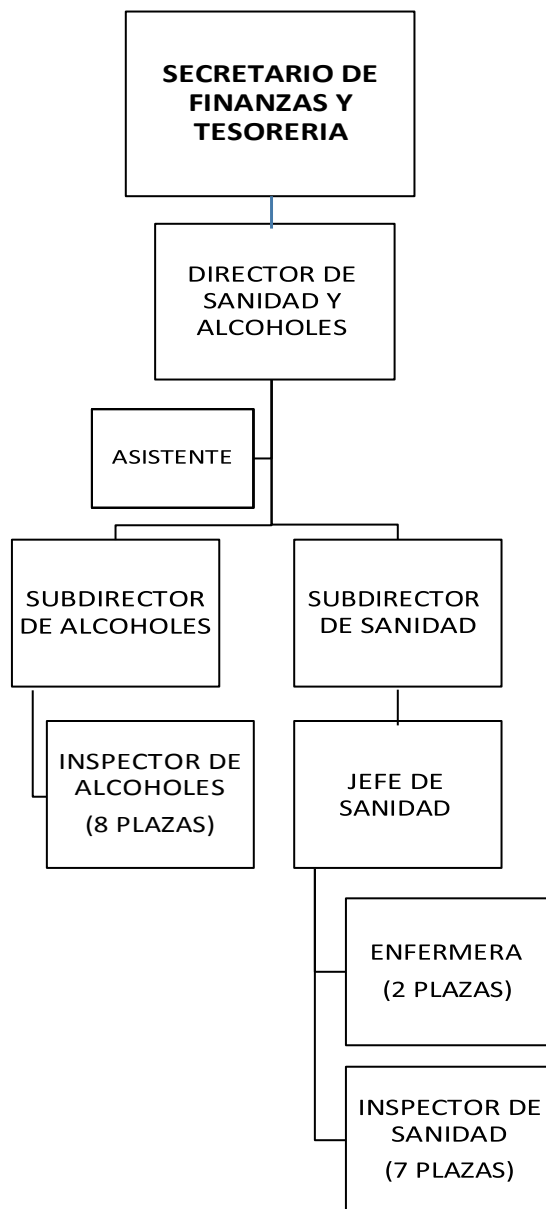 SECRETARIO DE
FINANZAS Y
TESORERIA
DIRECTOR DE
SANIDAD Y
ALCOHOLES
ASISTENTE
SUBDIRECTOR
DE ALCOHOLES
SUBDIRECTOR
DE SANIDAD
INSPECTOR DE
ALCOHOLES
(8 PLAZAS)
JEFE DE
SANIDAD
ENFERMERA
(2 PLAZAS)
INSPECTOR DE
SANIDAD
(7 PLAZAS)